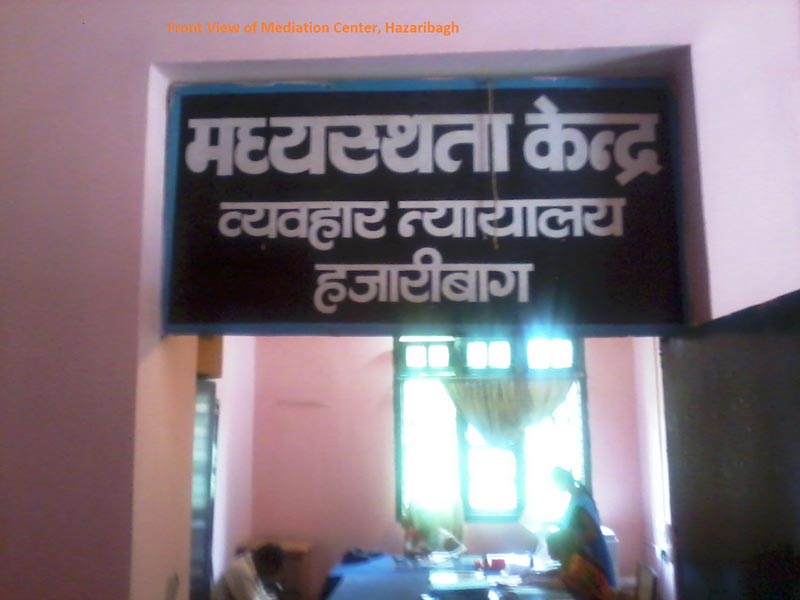 Front View of Mediation Center, Hazaribagh
मध्यस्थता केन्द्र
व्यवहार न्यायालय
हजारीबाग